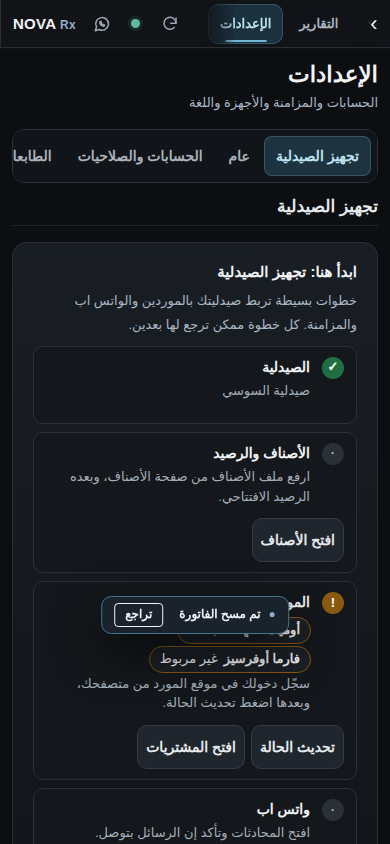 التقارير
الإعدادات
NOVA Rx
الإعدادات
الحسابات والمزامنة والأجهزة واللغة
تجهيز الصيدلية
عام
الحسابات والصلاحيات
الطابعا
تجهيز الصيدلية
ابدأ هنا: تجهيز الصيدلية
خطوات بسيطة تربط صيدليتك بالموردين والواتس اب
والمزامنة. كل خطوة ممكن ترجع لها بعدين.
الصيدلية
صيدلية السوسي
الأصناف والرصيد
ارفع ملف الأصناف من صفحة الأصناف، وبعده
الرصيد الافتتاحي.
افتح الأصناف
تم مسح الفاتورة
تراجع
فارما أوفرسيز غير مربوط
سجّل دخولك في موقع المورد من متصفحك،
وبعدها اضغط تحديث الحالة.
تحديث الحالة
افتح المشتريات
واتس اب
افتح المحادثات وتأكد إن الرسائل بتوصل.